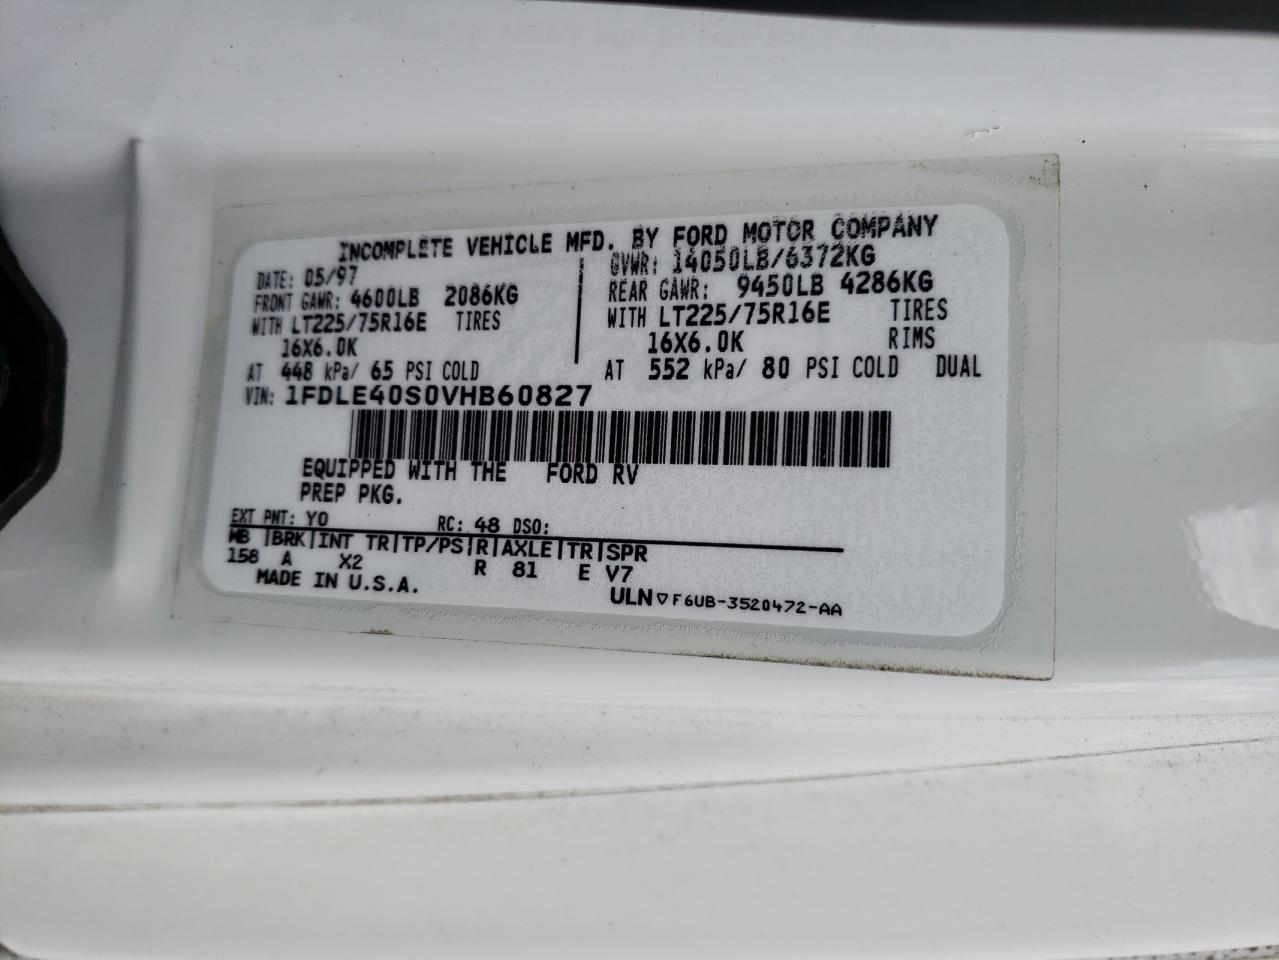 INCOMPLETE VEHICLE MFD. BY FORD MOTOR COMPANY
DATE: 05/97 GVWR: 14050LB/6372KG
FRONT GAWR: 4600LB 2086KG REAR GAWR: 9450LB 4286KG
WITH LT225/75R16E TIRES WITH LT225/75R16E TIRES
16X6.0K 16X6.0K RIMS
AT 448 kPa/ 65 PSI COLD AT 552 kPa/ 80 PSI COLD DUAL
VIN: 1FDLE40S0VHB60827
EQUIPPED WITH THE FORD RV
PREP PKG.
EXT PNT: YO RC: 48 DSO:
WB |BRK|INT TR|TP/PS|R|AXLE|TR|SPR
158 A X2 R 81 E V7
MADE IN U.S.A.
ULN ▽ F6UB-3520472-AA